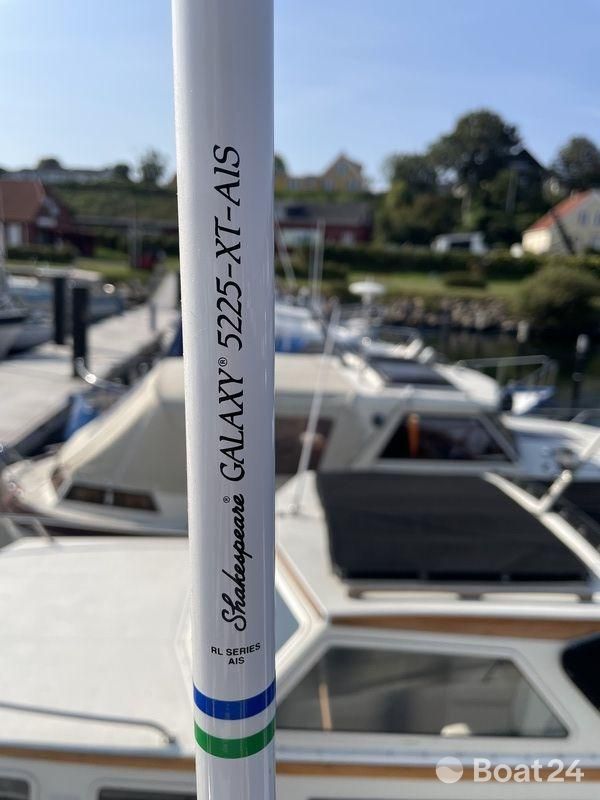 Shakespeare® GALAXY® 5225-XT-AIS
RL SERIES
AIS
Boat24